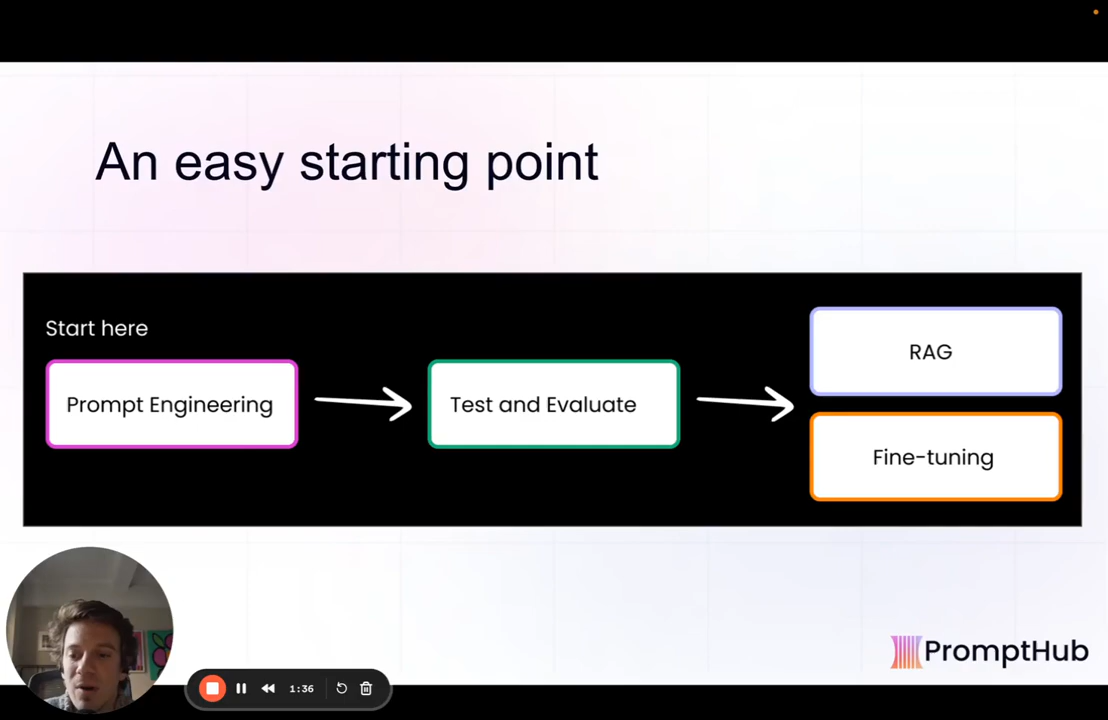 An easy starting point
Start here
Prompt Engineering
Test and Evaluate
RAG
Fine-tuning
PromptHub
1:36